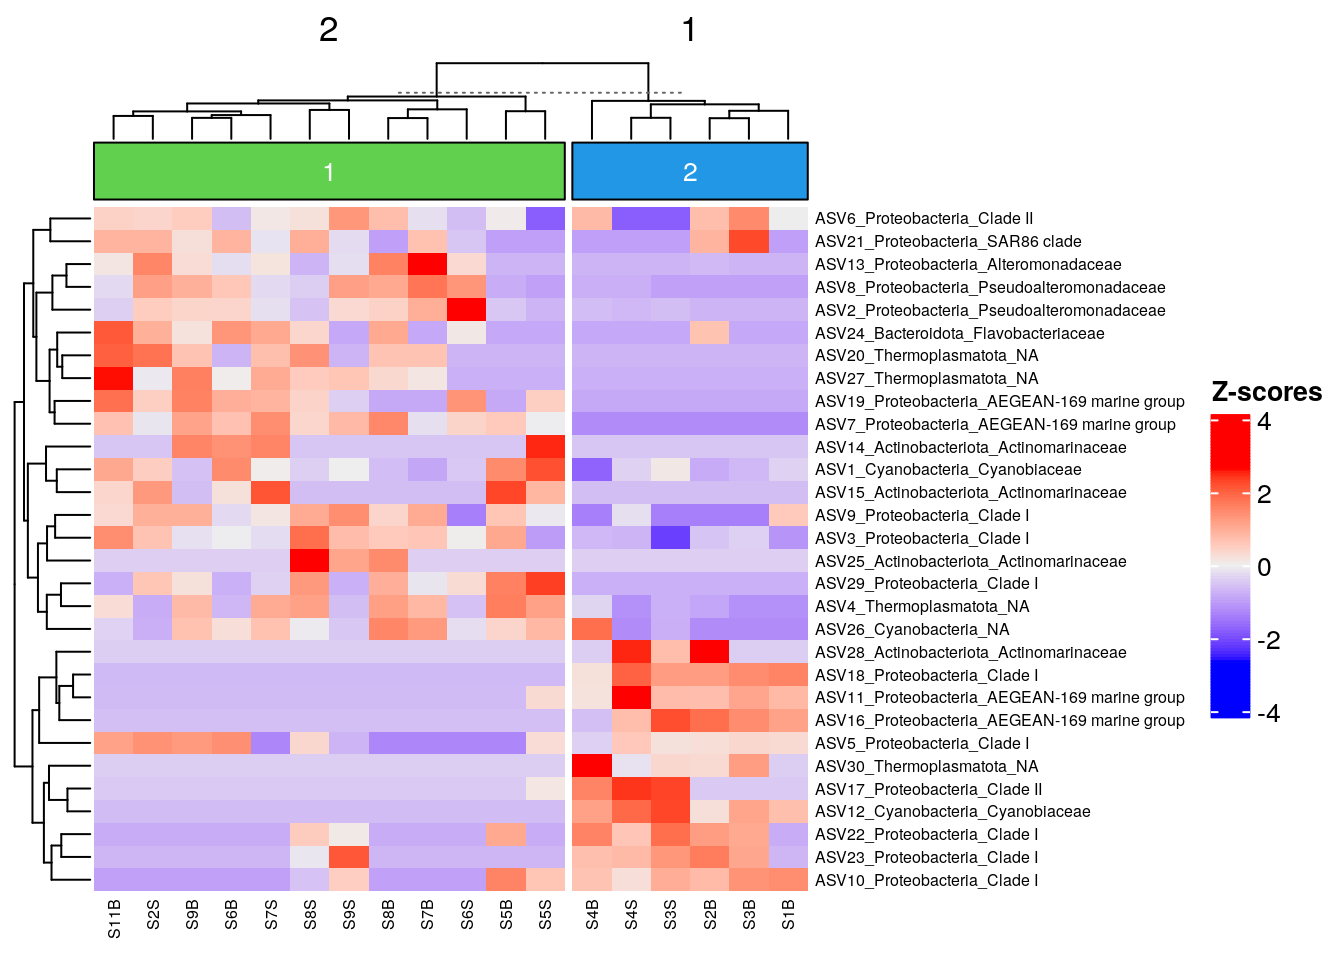 2 1
1 2
ASV6_Proteobacteria_Clade II
ASV21_Proteobacteria_SAR86 clade
ASV13_Proteobacteria_Alteromonadaceae
ASV8_Proteobacteria_Pseudoalteromonadaceae
ASV2_Proteobacteria_Pseudoalteromonadaceae
ASV24_Bacteroidota_Flavobacteriaceae
ASV20_Thermoplasmatota_NA
ASV27_Thermoplasmatota_NA
ASV19_Proteobacteria_AEGEAN-169 marine group
ASV7_Proteobacteria_AEGEAN-169 marine group
ASV14_Actinobacteriota_Actinomarinaceae
ASV1_Cyanobacteria_Cyanobiaceae
ASV15_Actinobacteriota_Actinomarinaceae
ASV9_Proteobacteria_Clade I
ASV3_Proteobacteria_Clade I
ASV25_Actinobacteriota_Actinomarinaceae
ASV29_Proteobacteria_Clade I
ASV4_Thermoplasmatota_NA
ASV26_Cyanobacteria_NA
ASV28_Actinobacteriota_Actinomarinaceae
ASV18_Proteobacteria_Clade I
ASV11_Proteobacteria_AEGEAN-169 marine group
ASV16_Proteobacteria_AEGEAN-169 marine group
ASV5_Proteobacteria_Clade I
ASV30_Thermoplasmatota_NA
ASV17_Proteobacteria_Clade II
ASV12_Cyanobacteria_Cyanobiaceae
ASV22_Proteobacteria_Clade I
ASV23_Proteobacteria_Clade I
ASV10_Proteobacteria_Clade I
S11B S2S S9B S6B S7S S8S S9S S8B S7B S6S S5B S5S S4B S4S S3S S2B S3B S1B
Z-scores
4
2
0
-2
-4